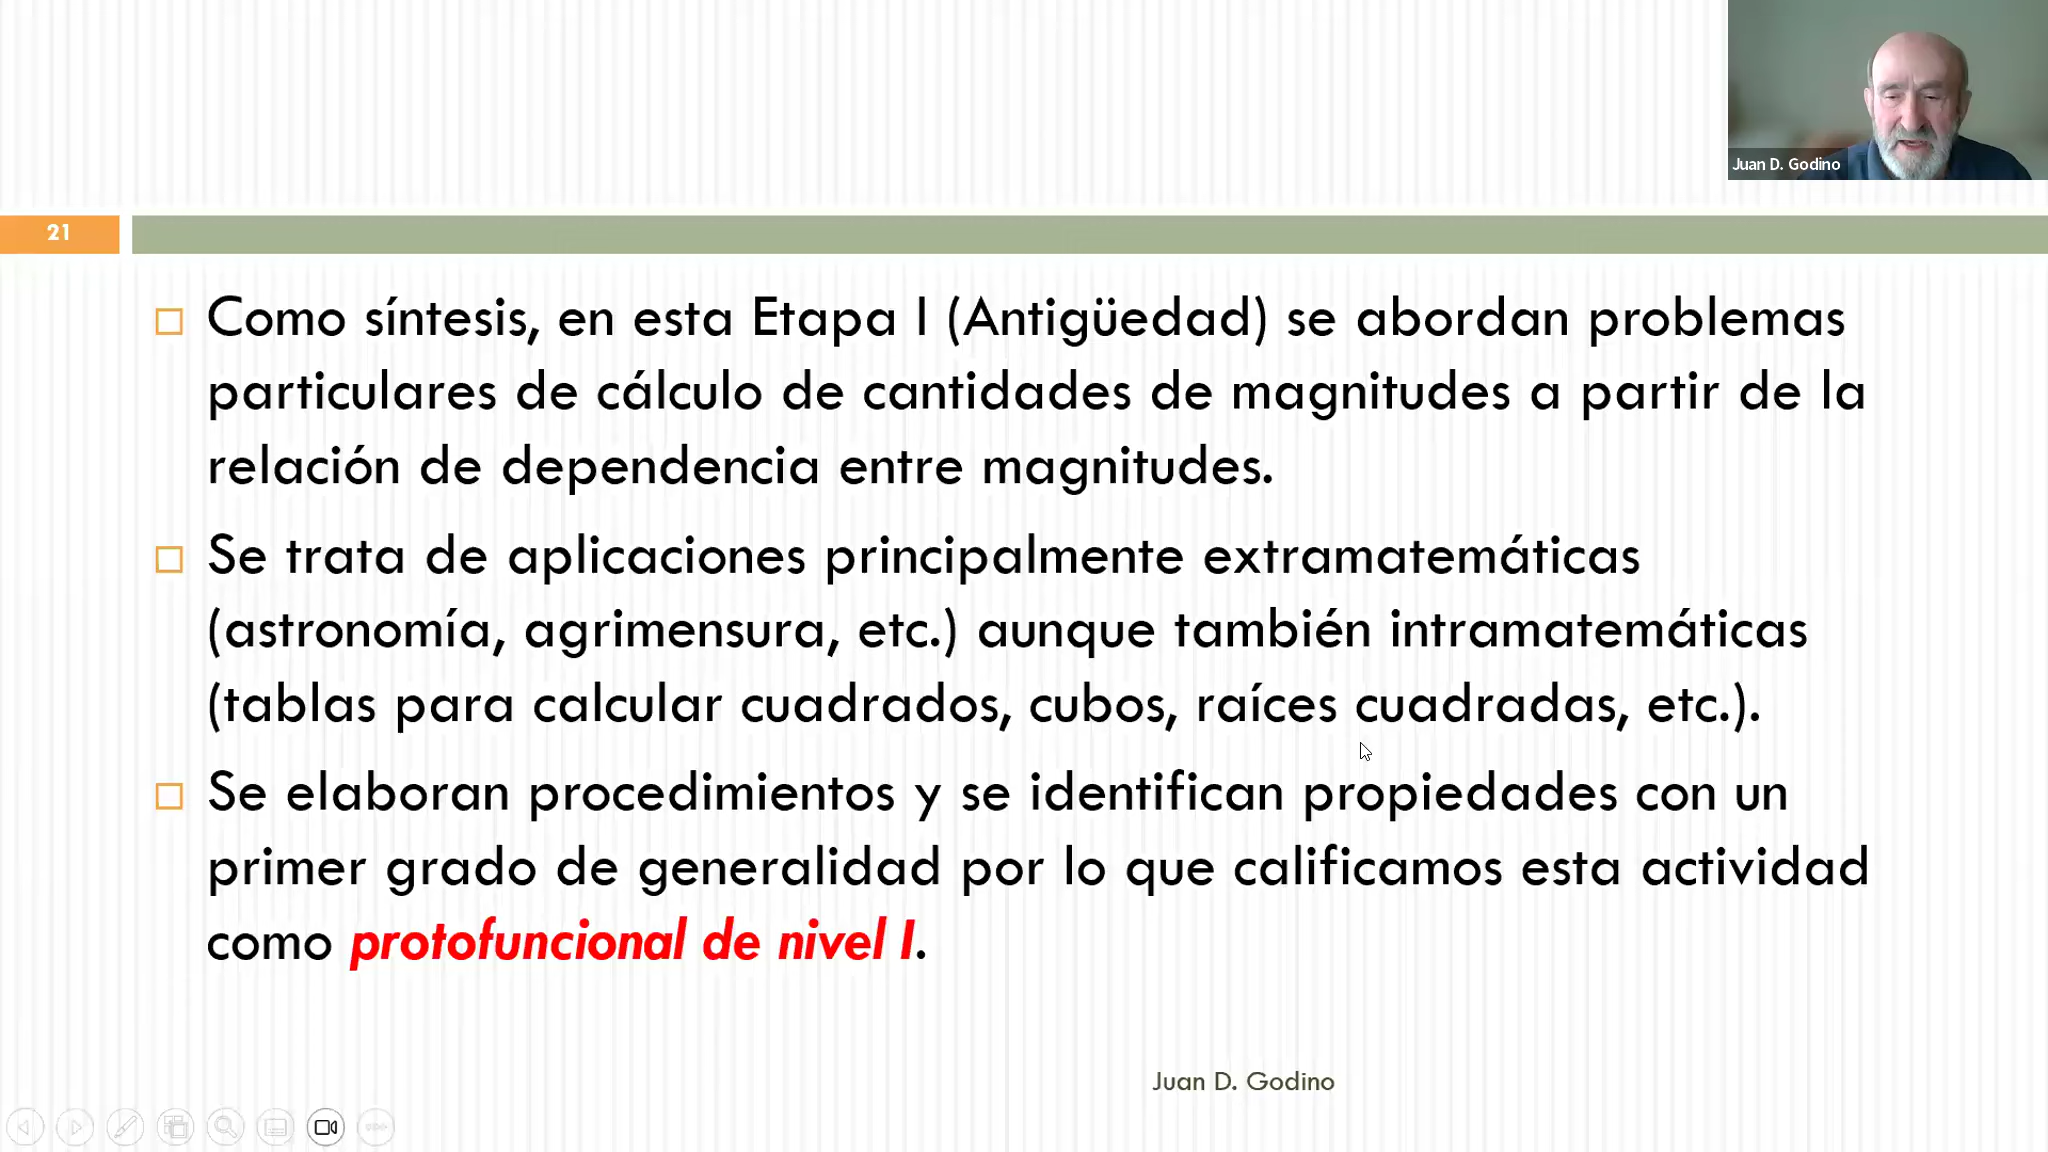 Juan D. Godino
21
Como síntesis, en esta Etapa I (Antigüedad) se abordan problemas
particulares de cálculo de cantidades de magnitudes a partir de la
relación de dependencia entre magnitudes.
Se trata de aplicaciones principalmente extramatemáticas
(astronomía, agrimensura, etc.) aunque también intramatemáticas
(tablas para calcular cuadrados, cubos, raíces cuadradas, etc.).
Se elaboran procedimientos y se identifican propiedades con un
primer grado de generalidad por lo que calificamos esta actividad
como protofuncional de nivel I.
Juan D. Godino